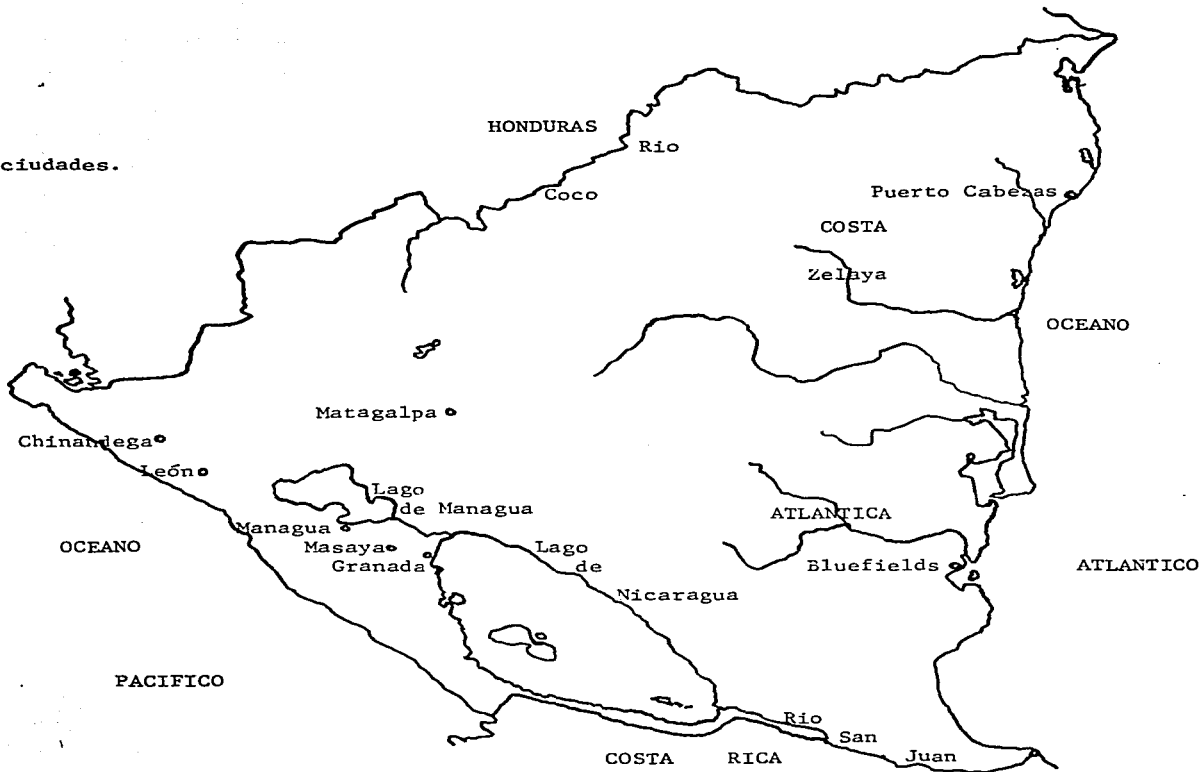 HONDURAS
Rio
ciudades.
Coco
Puerto Cabezas
COSTA
Zelaya
OCEANO
Matagalpa
Chinandega
León
Lago
de Managua
ATLANTICA
Managua
OCEANO
Masaya
Lago
Granada
de
Bluefields
ATLANTICO
Nicaragua
PACIFICO
Rio
San
COSTA RICA
Juan